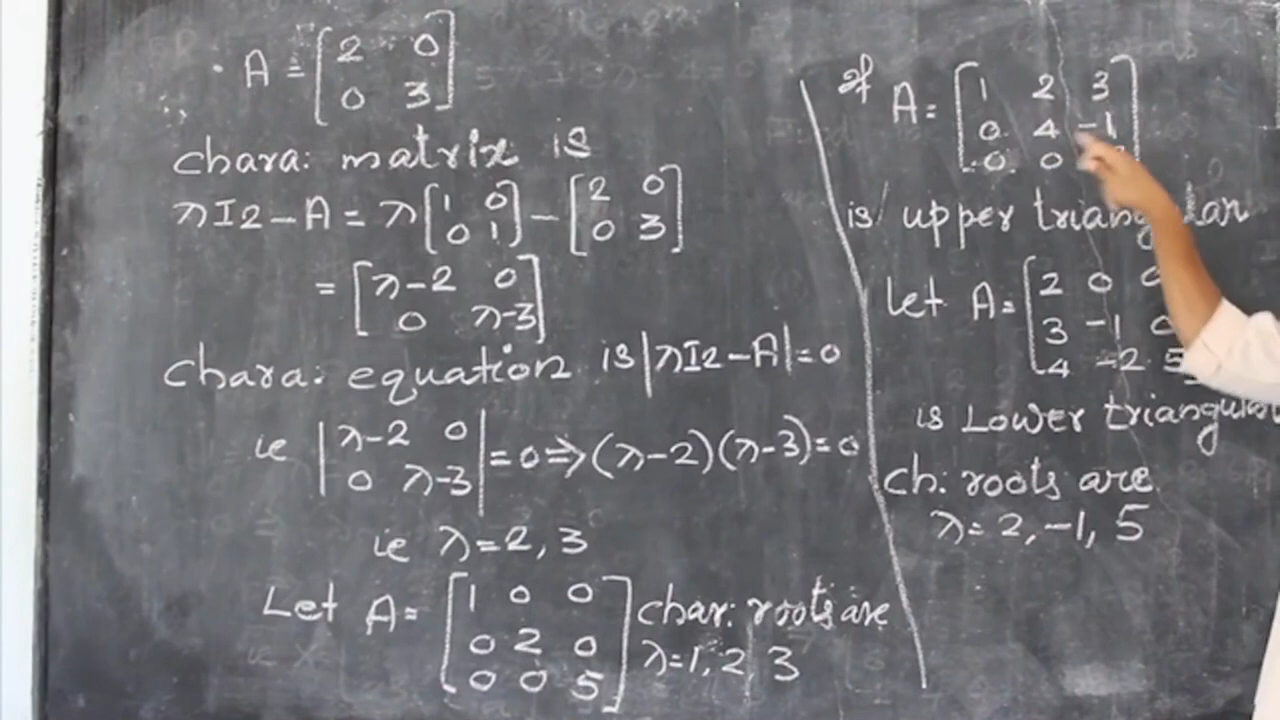 A = [2 0
0 3]
Chara: matrix is
λI2 - A = λ[1 0
0 1] - [2 0
0 3]
= [λ-2 0
0 λ-3]
Chara: equation is |λI2 - A| = 0
ie |λ-2 0
0 λ-3| = 0 ⇒ (λ-2)(λ-3) = 0
ie λ = 2, 3
Let A = [1 0 0
0 2 0
0 0 5] char: roots are
λ = 1, 2, 3
If A = [1 2 3
0 4 -1
0 0
is upper
Let A = [2 0 0
3 -1 0
4 -2 5
is Lower triangular
Ch: roots are
λ = 2, -1, 5